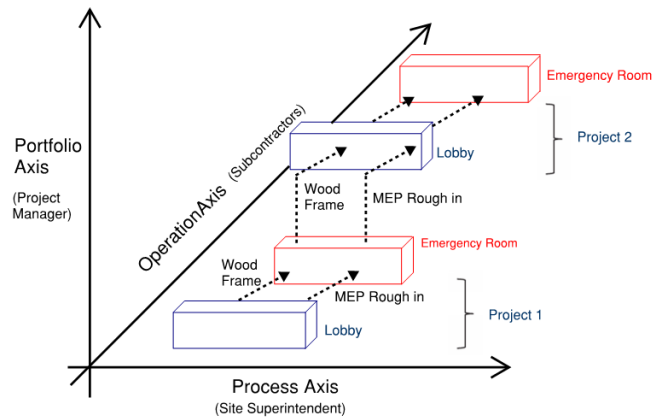 Emergency Room
Project 2
Portfolio
Axis
(Project
Manager)
OperationAxis (Subcontractors)
Lobby
Wood
Frame
MEP Rough in
Emergency Room
Wood
Frame
MEP Rough in
Project 1
Lobby
Process Axis
(Site Superintendent)